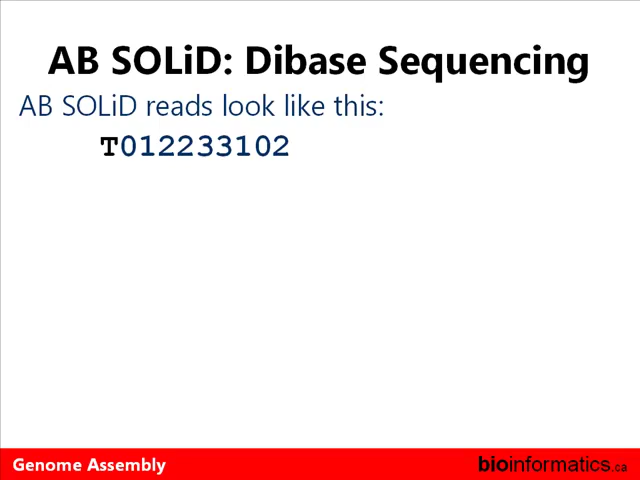 AB SOLiD: Dibase Sequencing
AB SOLiD reads look like this:
T012233102
Genome Assembly
bioinformatics.ca